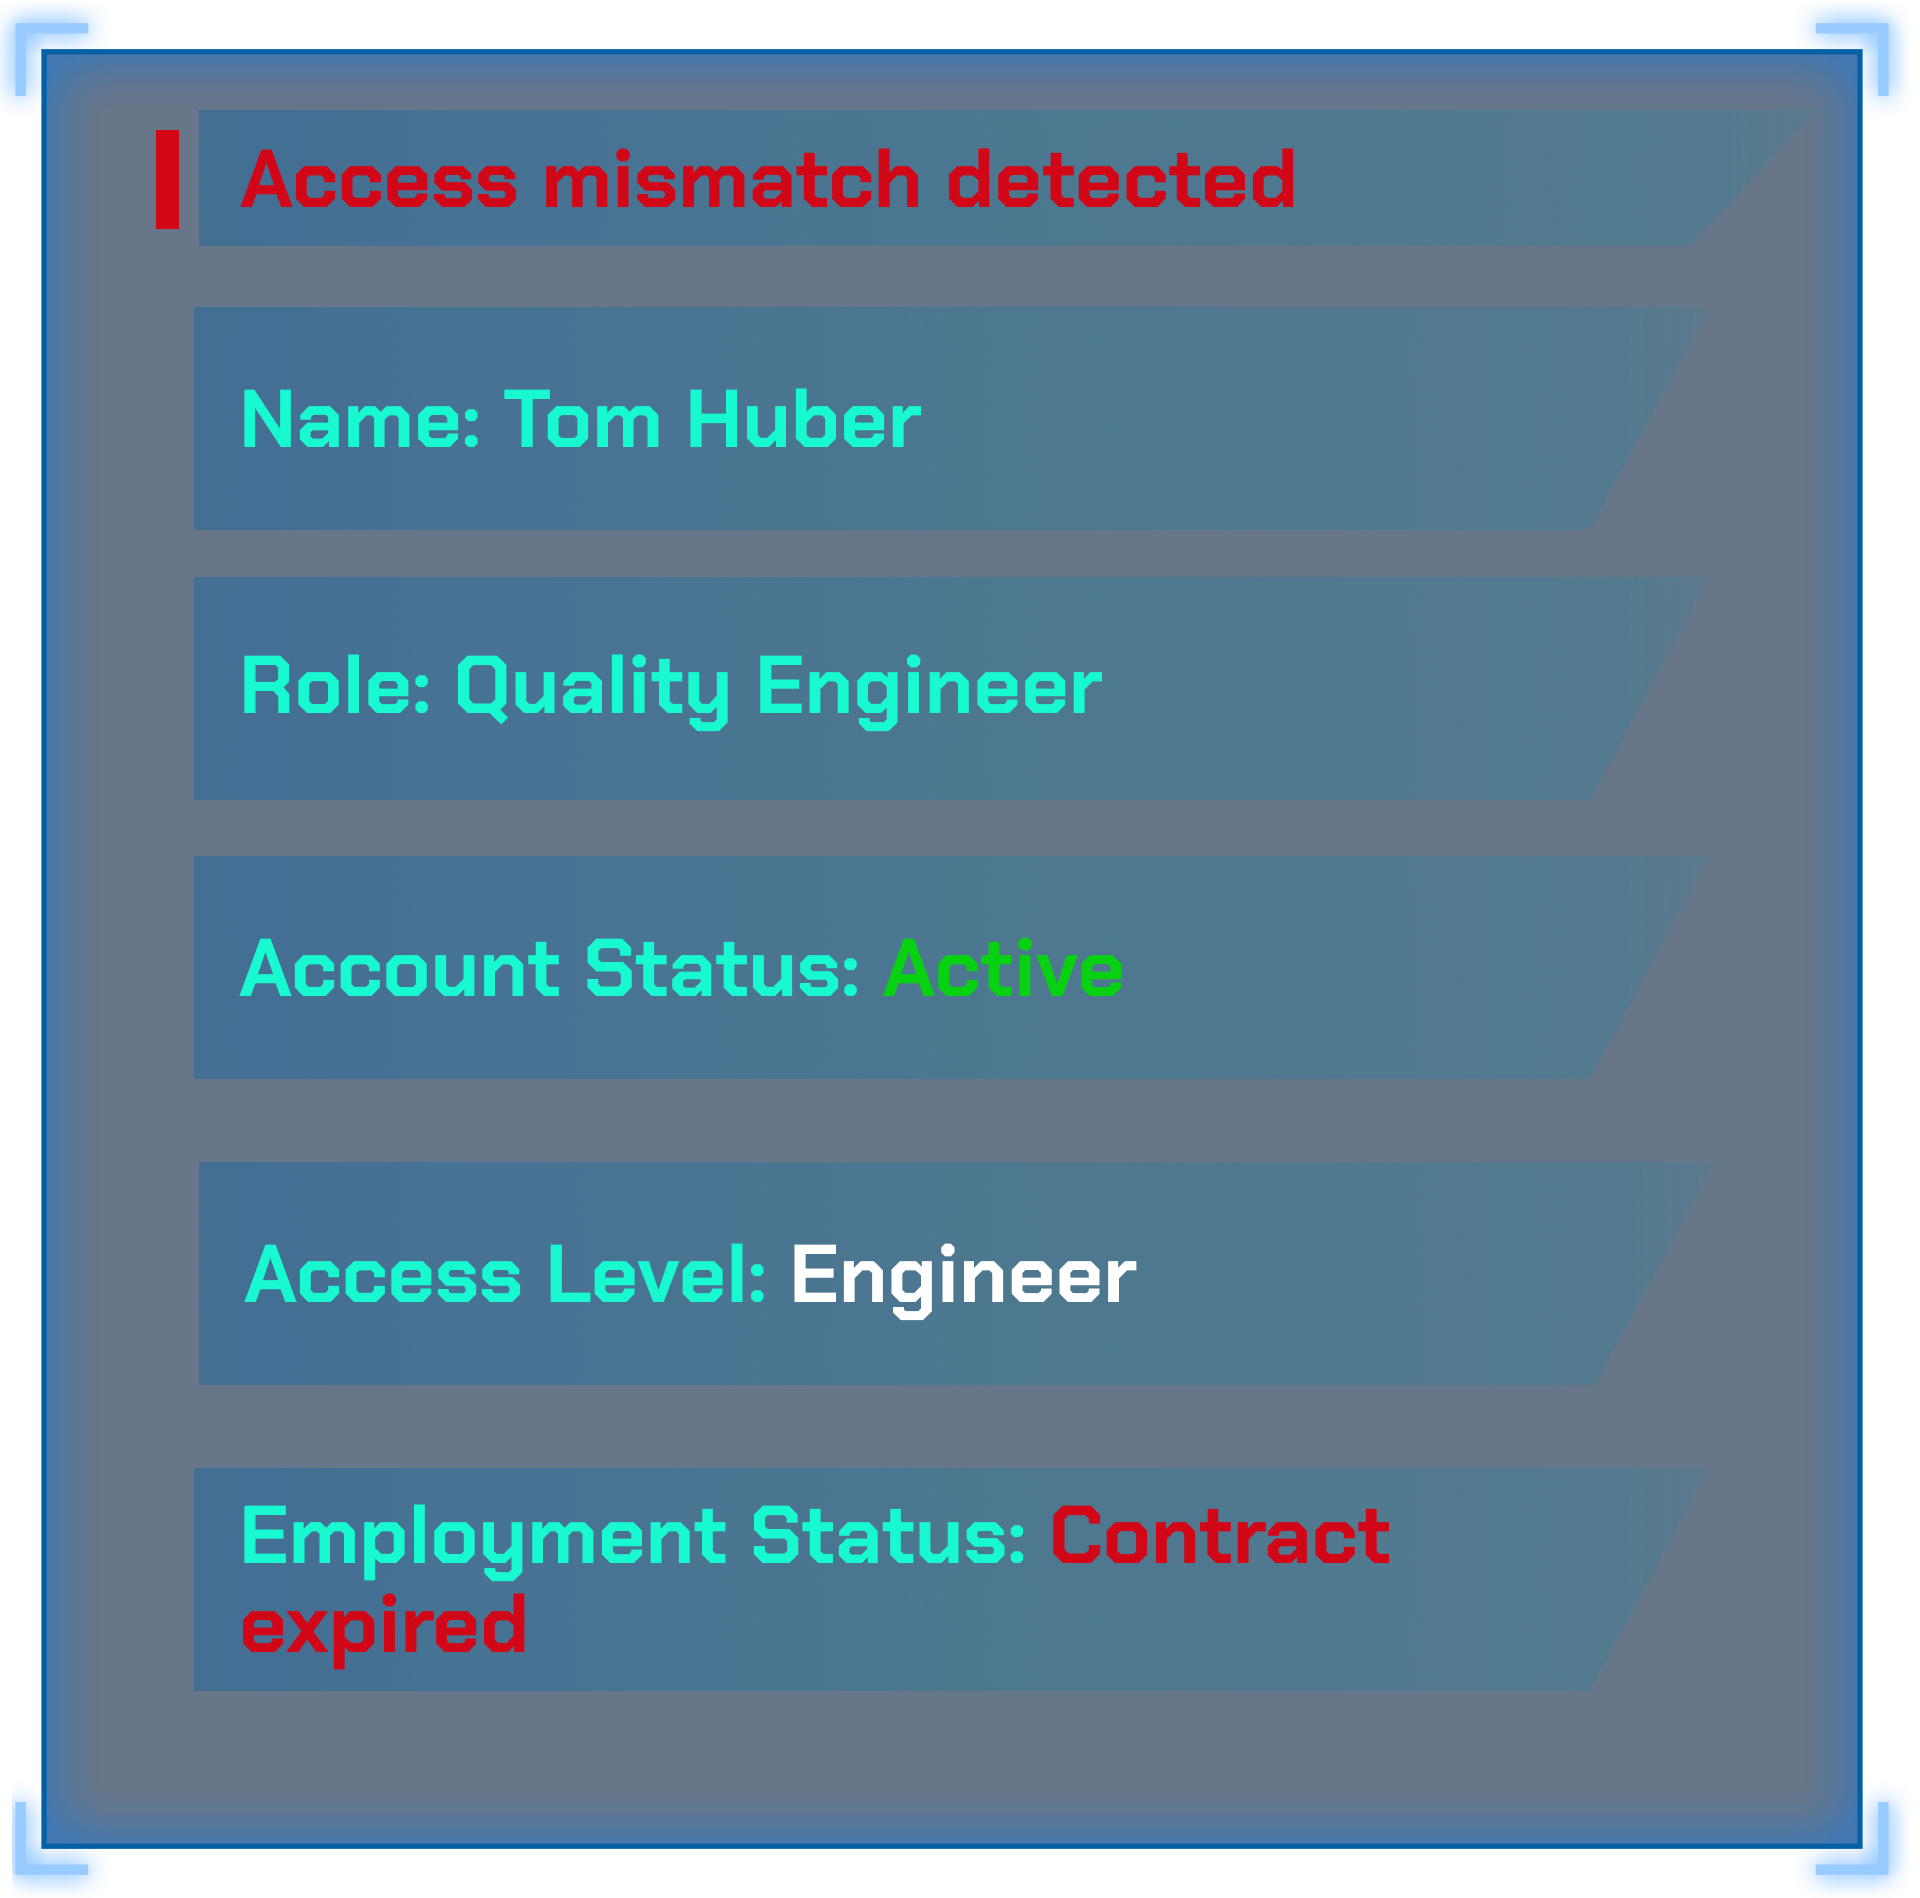 Access mismatch detected
Name: Tom Huber
Role: Quality Engineer
Account Status: Active
Access Level: Engineer
Employment Status: Contract
expired